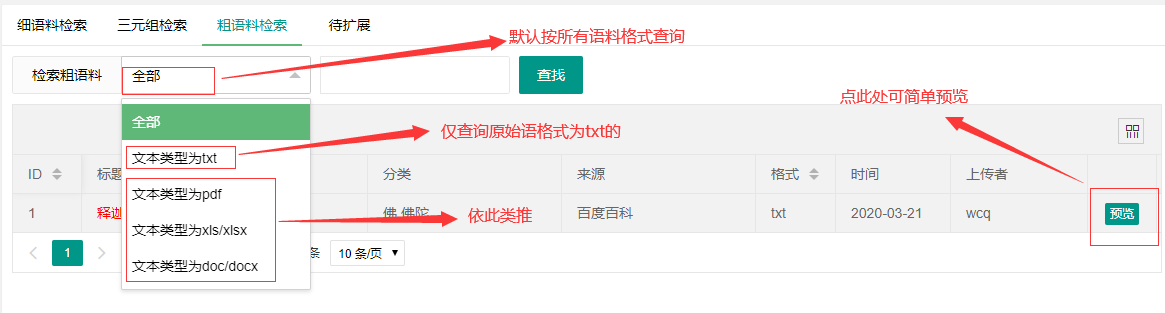 细语料检索 三元组检索 粗语料检索 待扩展
默认按所有语料格式查询
检索粗语料 全部 查找
点此处可简单预览
全部
仅查询原始语格式为txt的
文本类型为txt
ID 标题 分类 来源 格式 时间 上传者
文本类型为pdf
1 释迦 佛,佛陀 百度百科 txt 2020-03-21 wcq 预览
依此类推
文本类型为xls/xlsx
1 条 10 条/页
文本类型为doc/docx